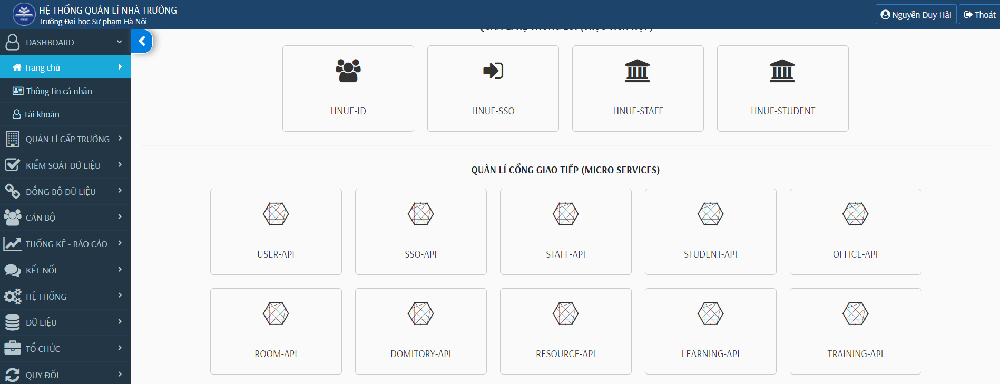 HỆ THỐNG QUẢN LÍ NHÀ TRƯỜNG
Trường Đại học Sư phạm Hà Nội
Nguyễn Duy Hải
Thoát
DASHBOARD
Trang chủ
Thông tin cá nhân
Tài khoản
QUẢN LÍ CẤP TRƯỜNG
KIỂM SOÁT DỮ LIỆU
ĐỒNG BỘ DỮ LIỆU
CÁN BỘ
THỐNG KÊ - BÁO CÁO
KẾT NỐI
HỆ THỐNG
DỮ LIỆU
TỔ CHỨC
QUY ĐỔI
HNUE-ID
HNUE-SSO
HNUE-STAFF
HNUE-STUDENT
QUẢN LÍ CỔNG GIAO TIẾP (MICRO SERVICES)
USER-API
SSO-API
STAFF-API
STUDENT-API
OFFICE-API
ROOM-API
DOMITORY-API
RESOURCE-API
LEARNING-API
TRAINING-API